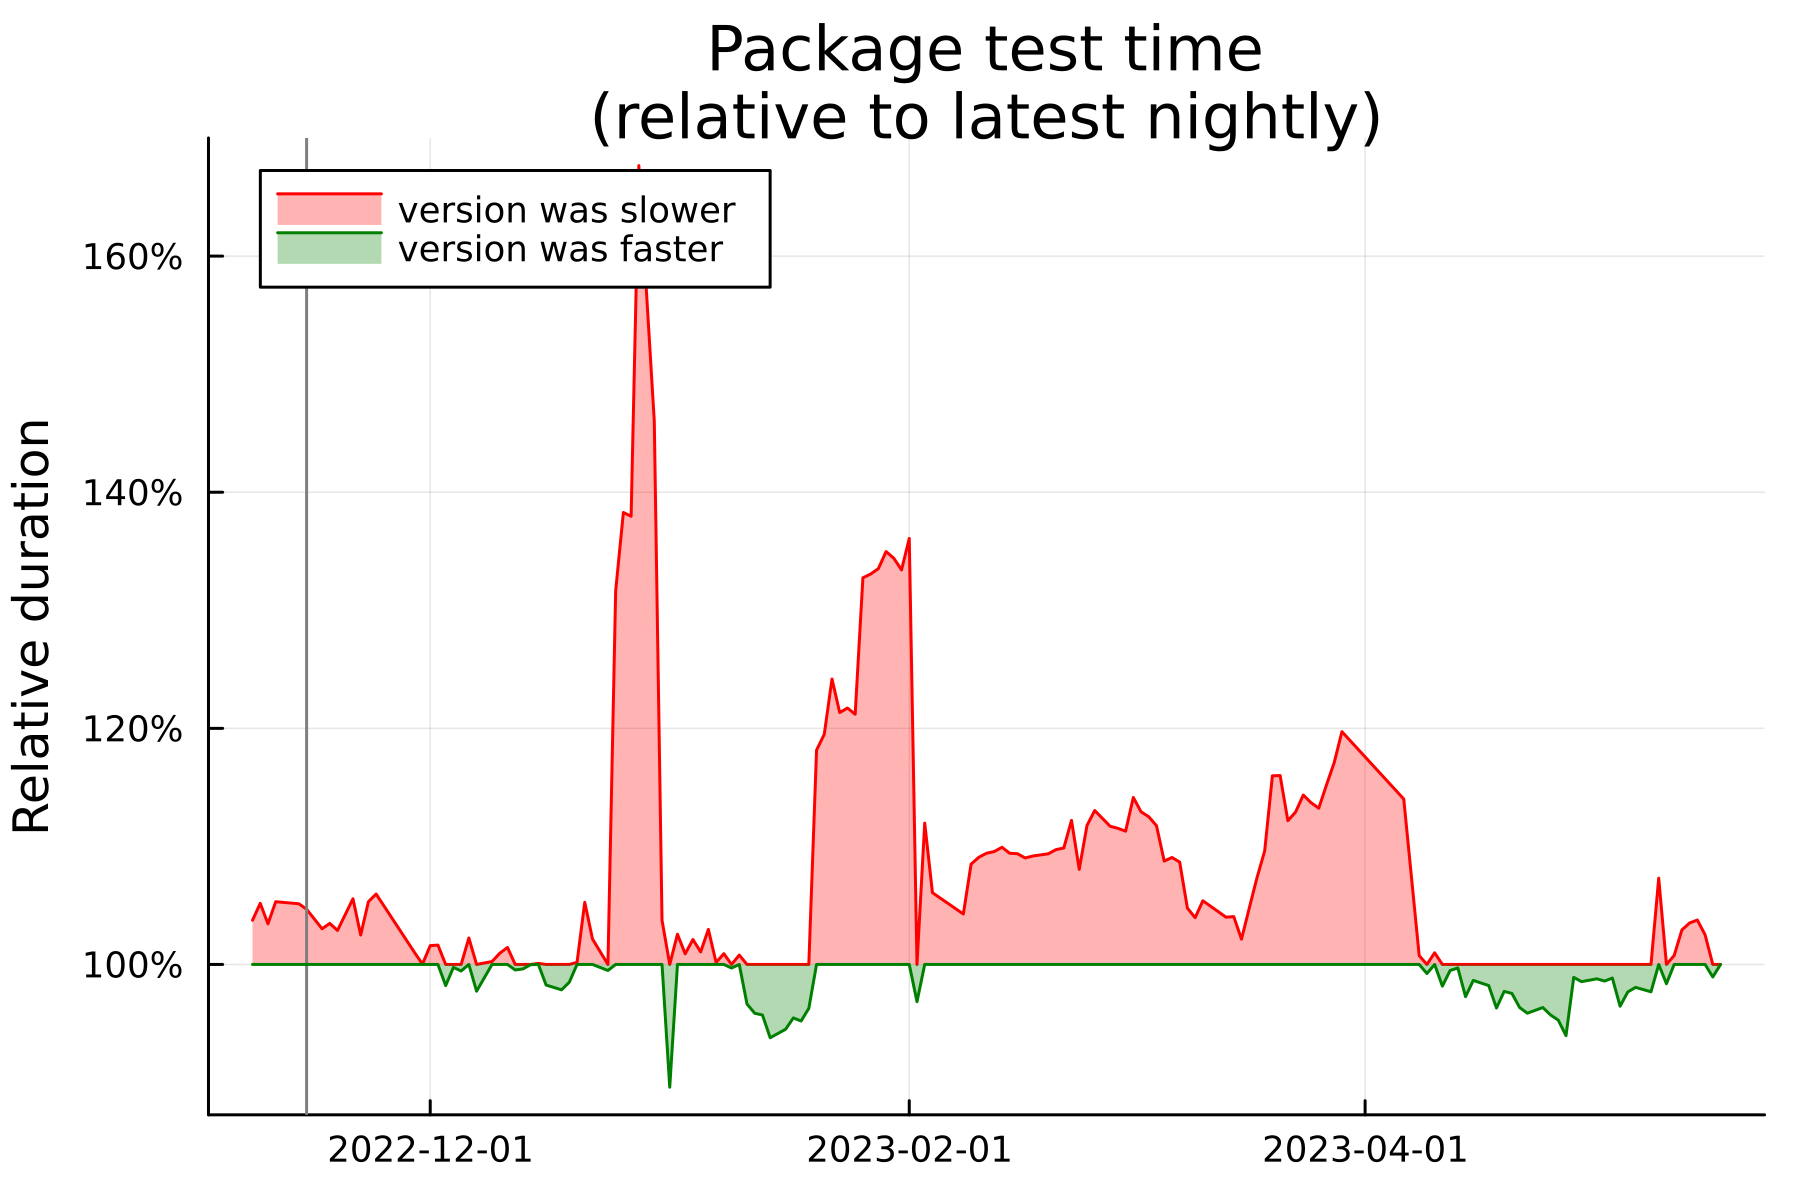 Package test time
(relative to latest nightly)
version was slower
version was faster
160%
140%
120%
100%
Relative duration
2022-12-01
2023-02-01
2023-04-01